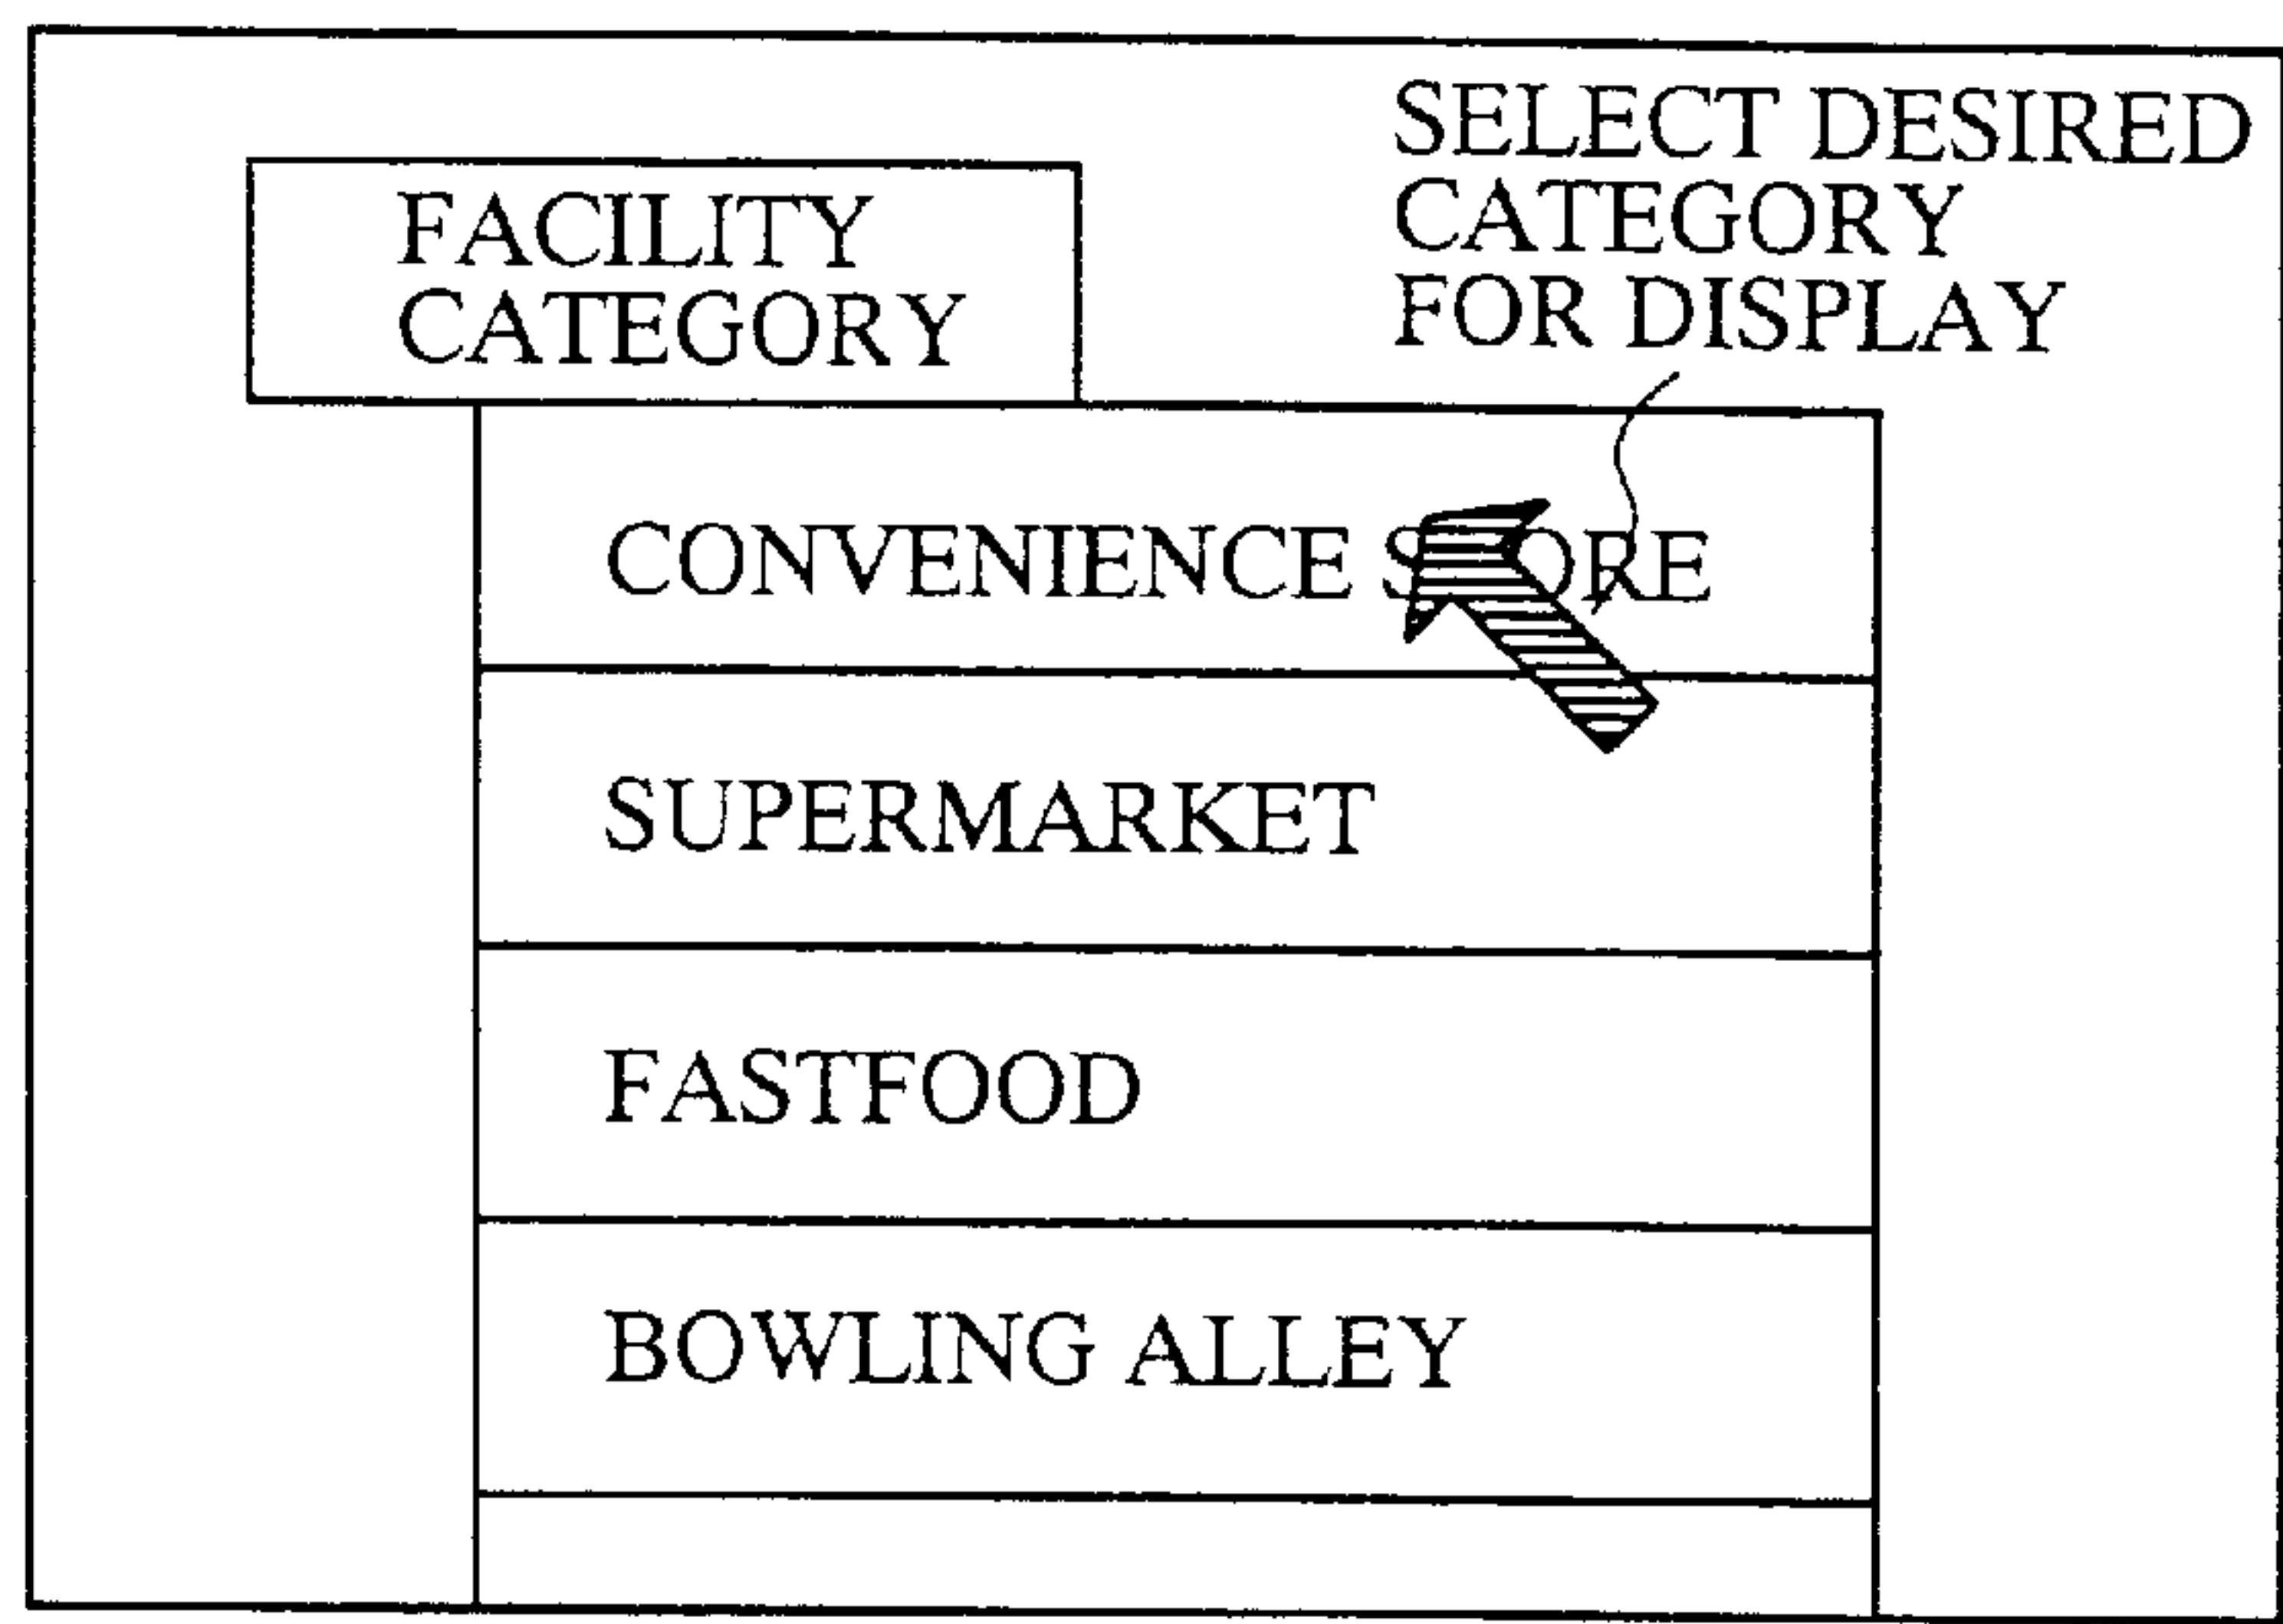 SELECT DESIRED
CATEGORY
FOR DISPLAY
FACILITY
CATEGORY
CONVENIENCE STORE
SUPERMARKET
FASTFOOD
BOWLING ALLEY